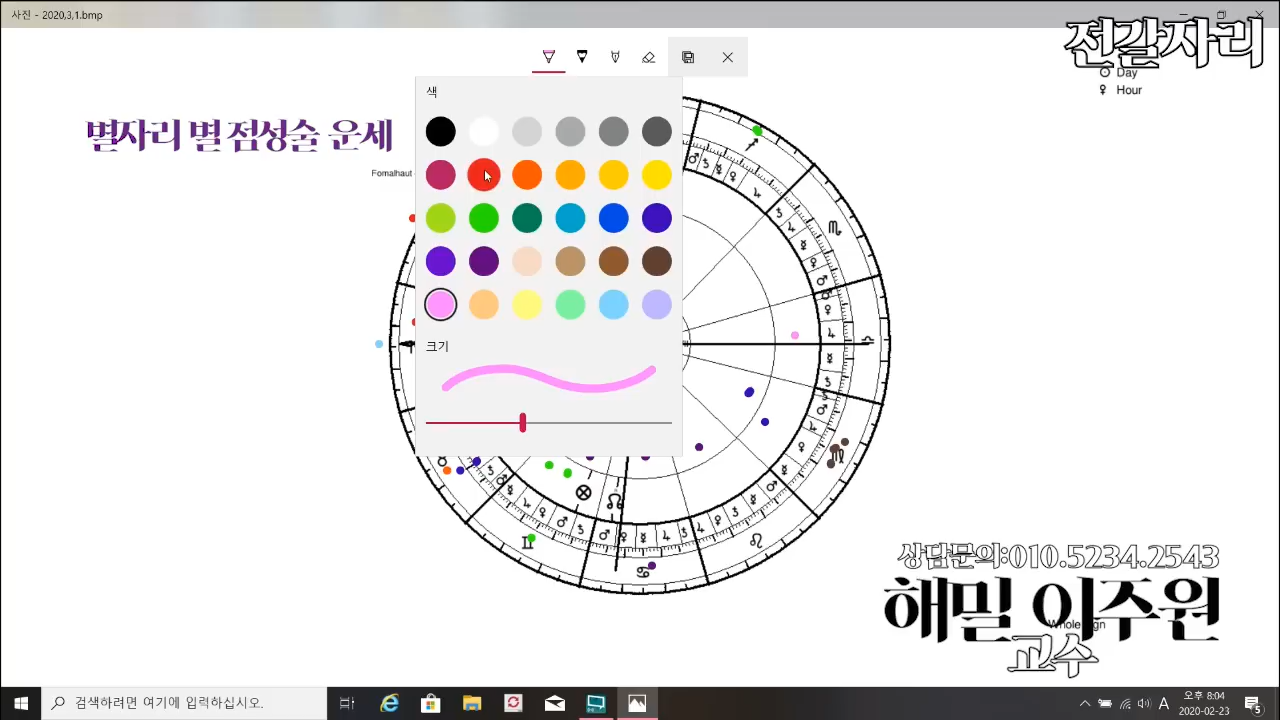 사진 - 2020,3,1.bmp
전갈자리
Day
Hour
색
별자리 별 점성술 운세
Fomalhaut
크기
상담문의:010.5234.2543
해밀 이주원
교수
검색하려면 여기에 입력하십시오.
A
오후 8:04
2020-02-23
5